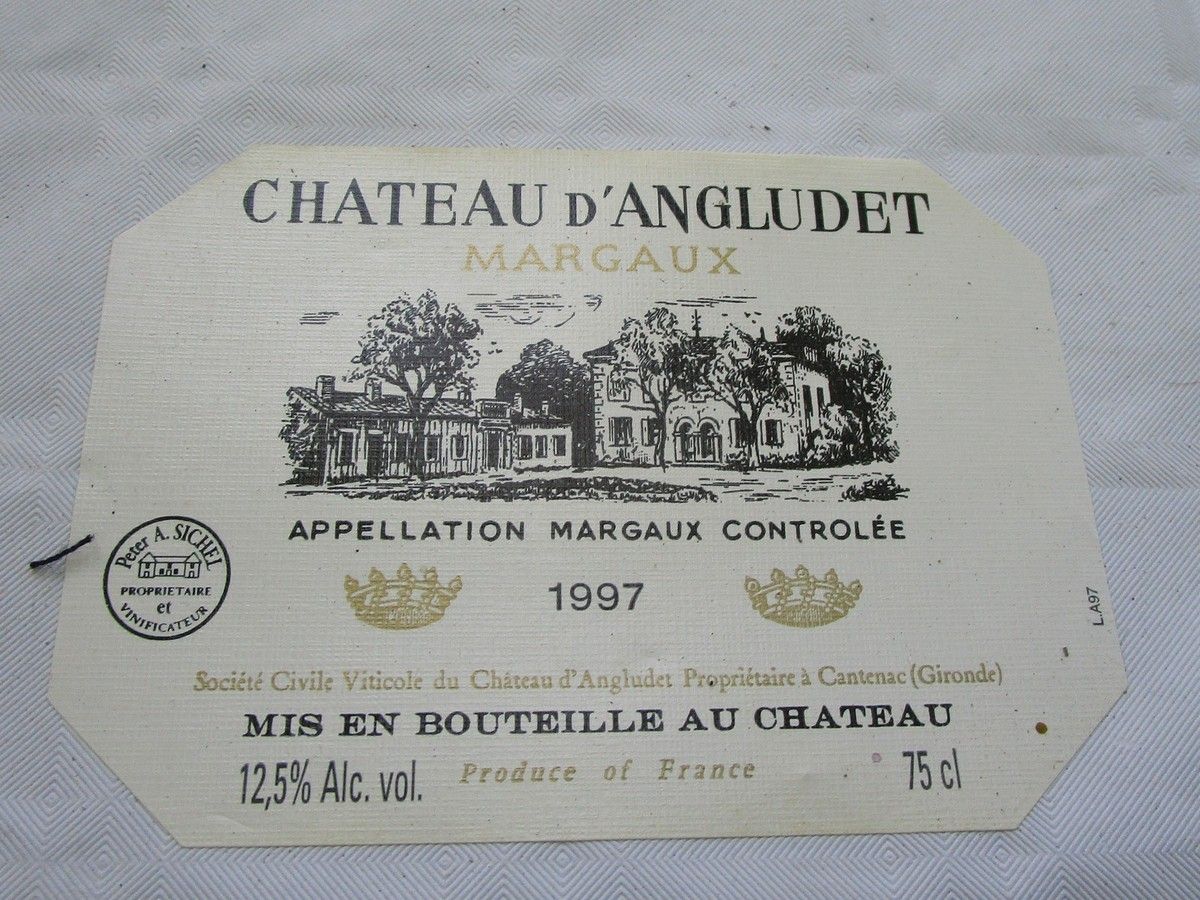 CHATEAU D'ANGLUDET
MARGAUX
APPELLATION MARGAUX CONTROLÉE
Peter A. SICHEL
PROPRIETAIRE
et
VINIFICATEUR
1997
L.A97
Société Civile Viticole du Château d'Angludet Propriétaire à Cantenac (Gironde)
MIS EN BOUTEILLE AU CHATEAU
12,5% Alc. vol.
Produce of France
75 cl